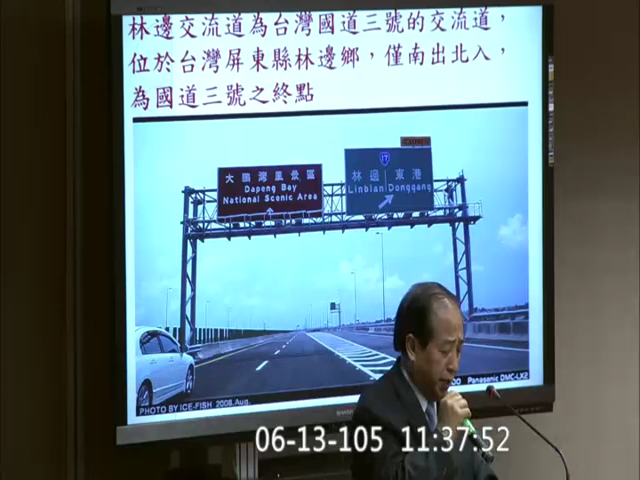 林邊交流道為台灣國道三號的交流道，
位於台灣屏東縣林邊鄉，僅南出北入，
為國道三號之終點
大鵬灣風景區
Dapeng Bay
National Scenic Area
17
林邊 東港
Linbian Donggang
PHOTO BY ICE-FISH 2008.Aug.
Panasonic DMC-LX2
06-13-105 11:37:52